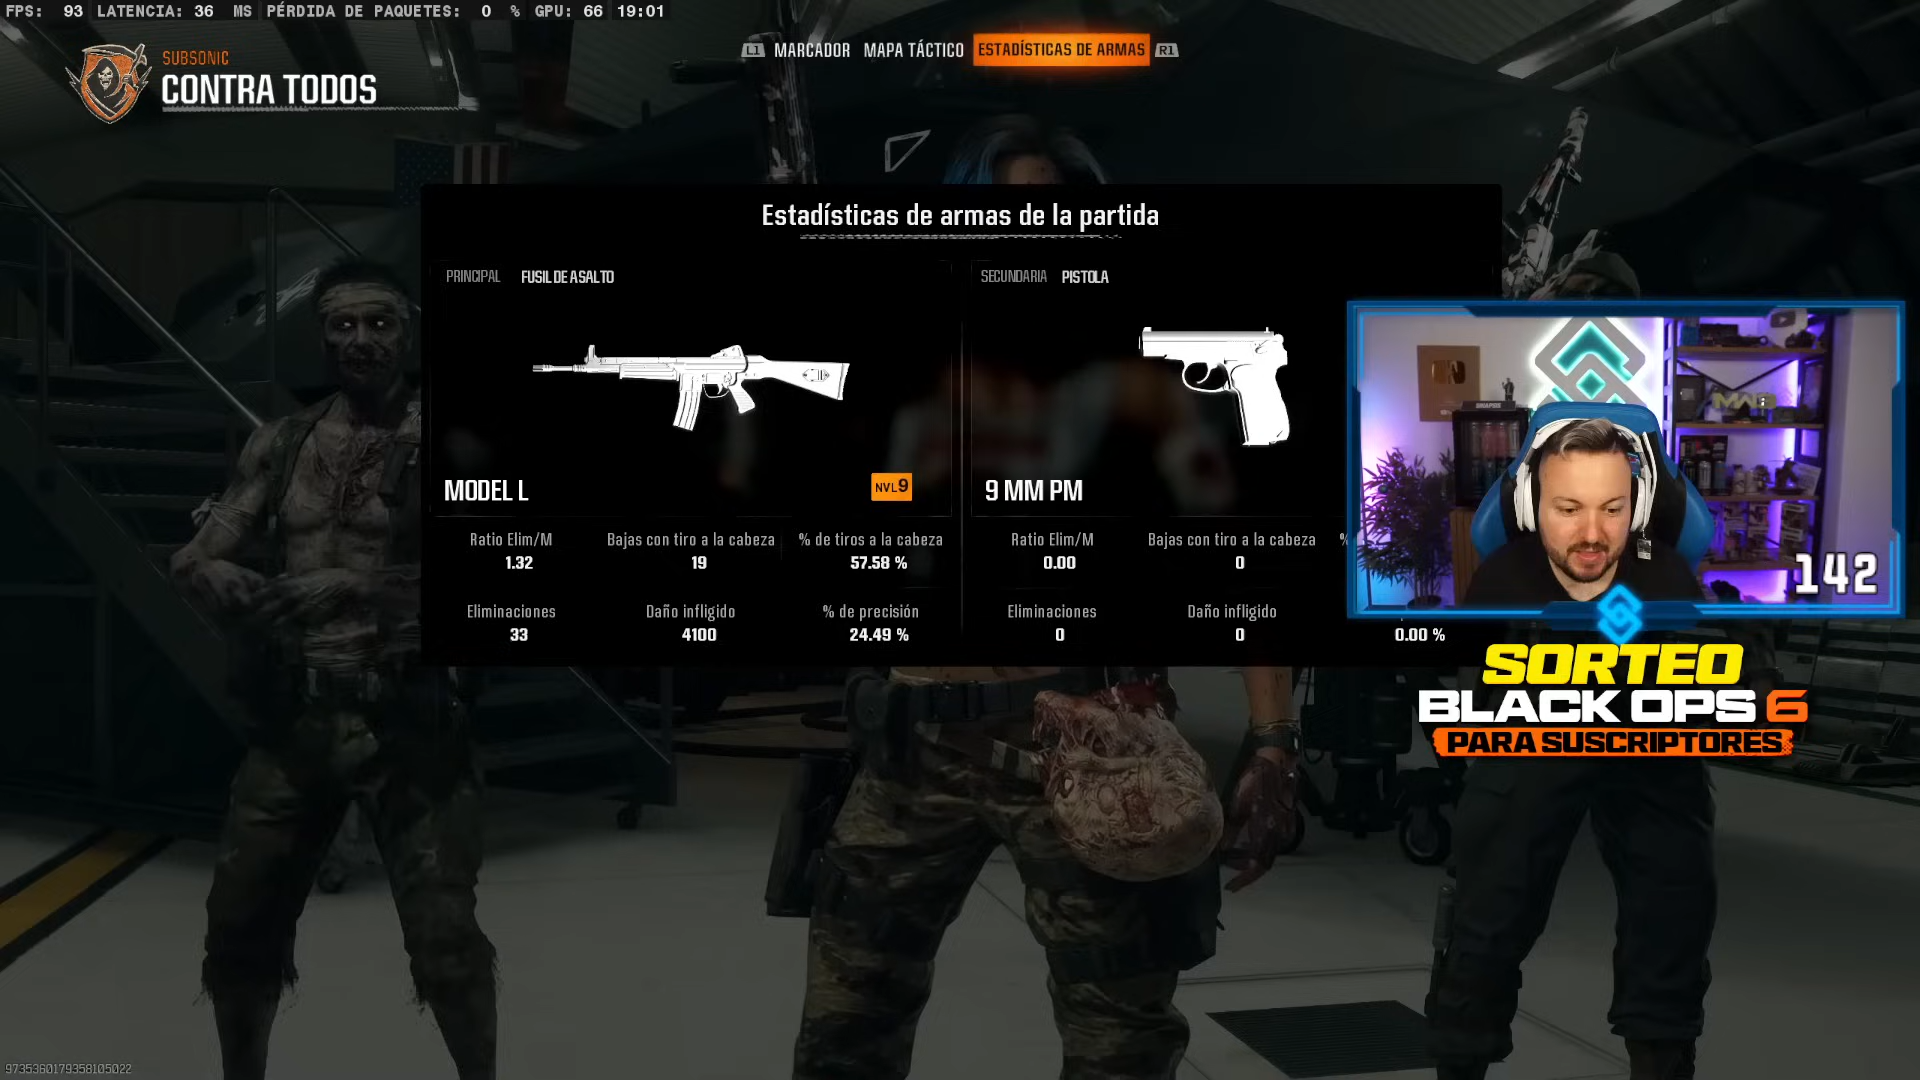 FPS: 93 LATENCIA: 36 MS PÉRDIDA DE PAQUETES: 0 % GPU: 66 19:01
SUBSONIC
CONTRA TODOS
L1 MARCADOR MAPA TÁCTICO ESTADÍSTICAS DE ARMAS R1
Estadísticas de armas de la partida
PRINCIPAL FUSIL DE ASALTO
MODEL L
NVL 9
Ratio Elim/M Bajas con tiro a la cabeza % de tiros a la cabeza
1.32 19 57.58 %
Eliminaciones Daño infligido % de precisión
33 4100 24.49 %
SECUNDARIA PISTOLA
9 MM PM
Ratio Elim/M Bajas con tiro a la cabeza %
0.00 0
Eliminaciones Daño infligido
0 0 0.00 %
142
SORTEO
BLACK OPS 6
PARA SUSCRIPTORES
9735360179358105022